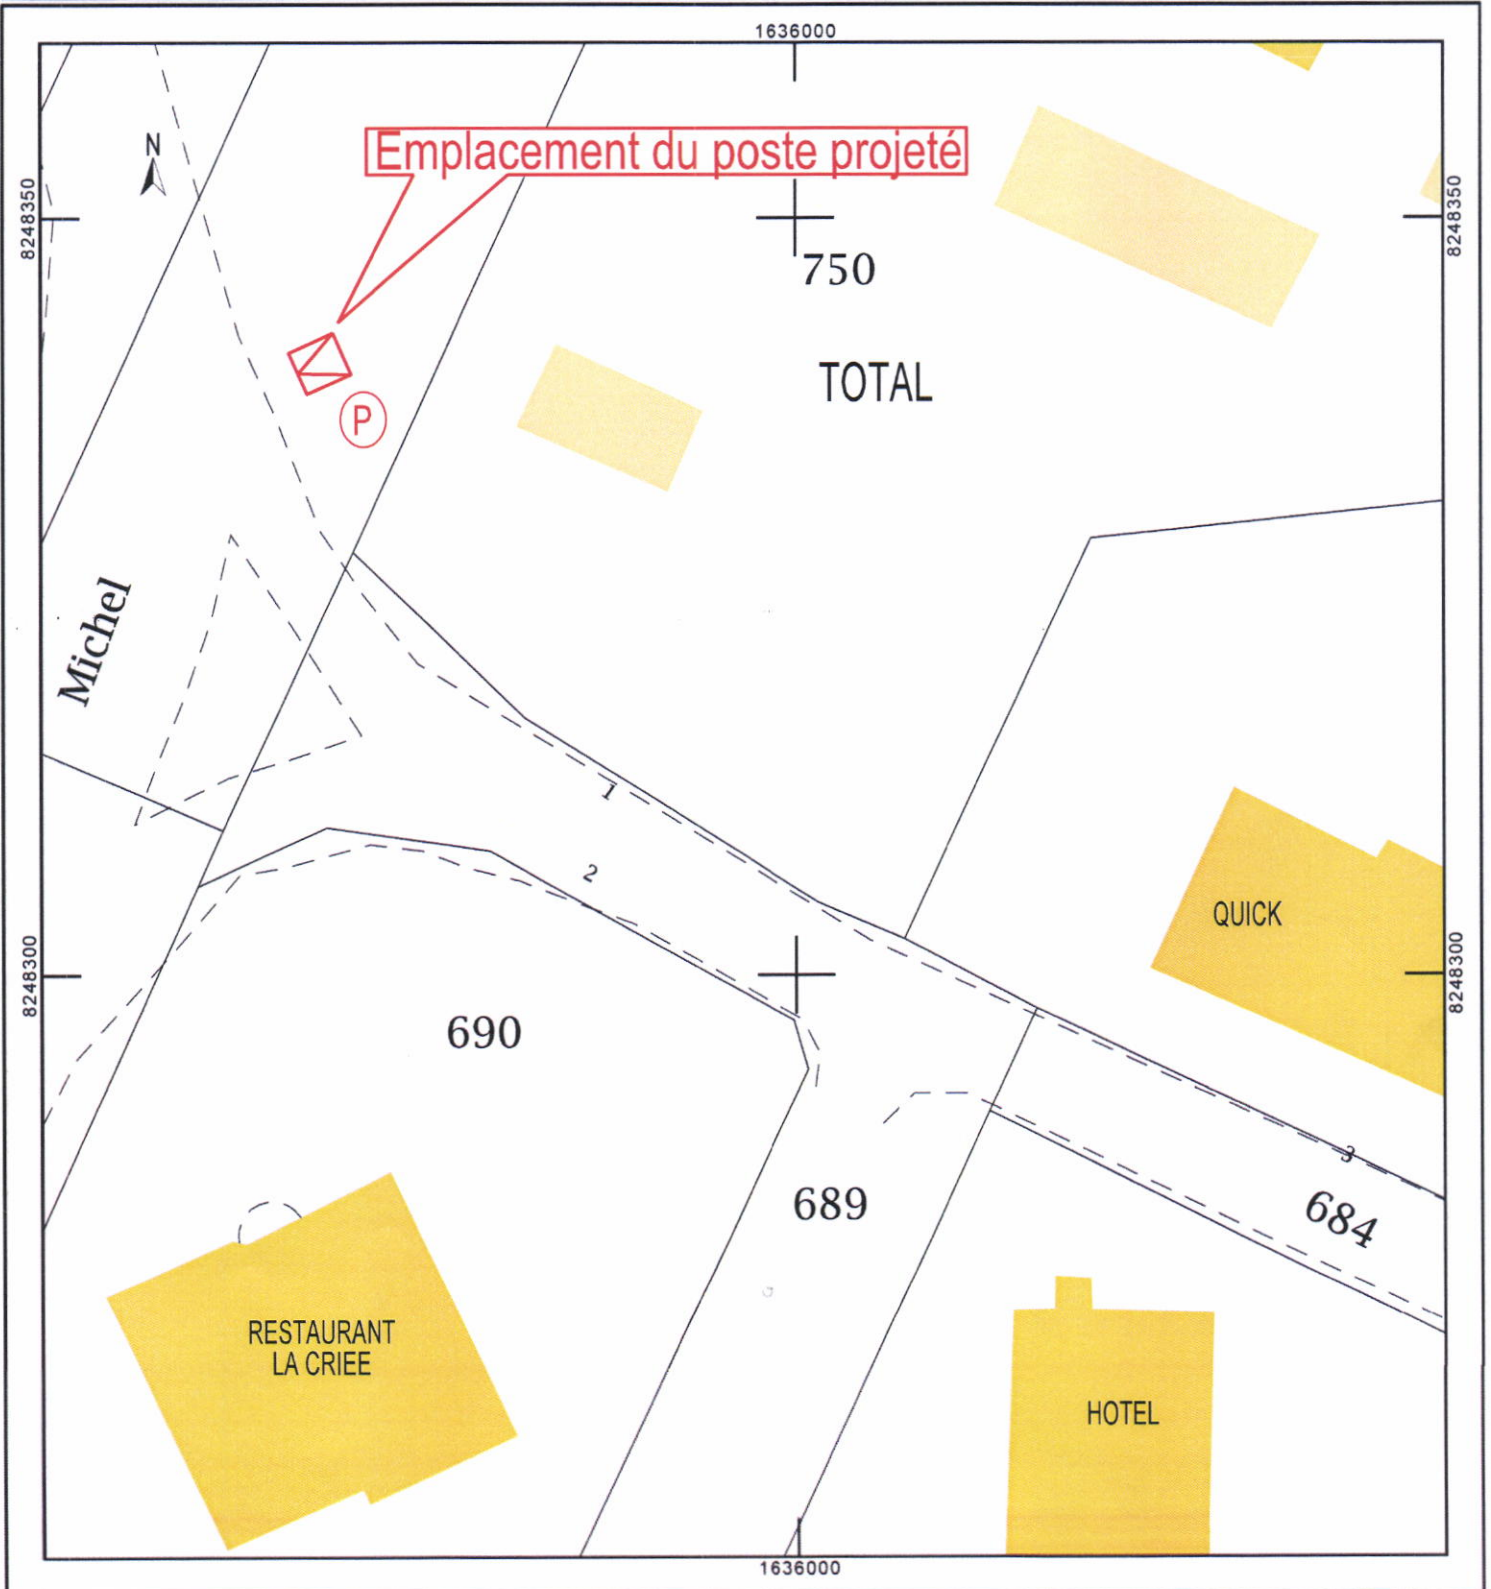 1636000
N
Emplacement du poste projeté
8248350
8248350
750
TOTAL
P
Michel
1
2
QUICK
8248300
8248300
690
3
689
684
RESTAURANT
LA CRIEE
HOTEL
1636000